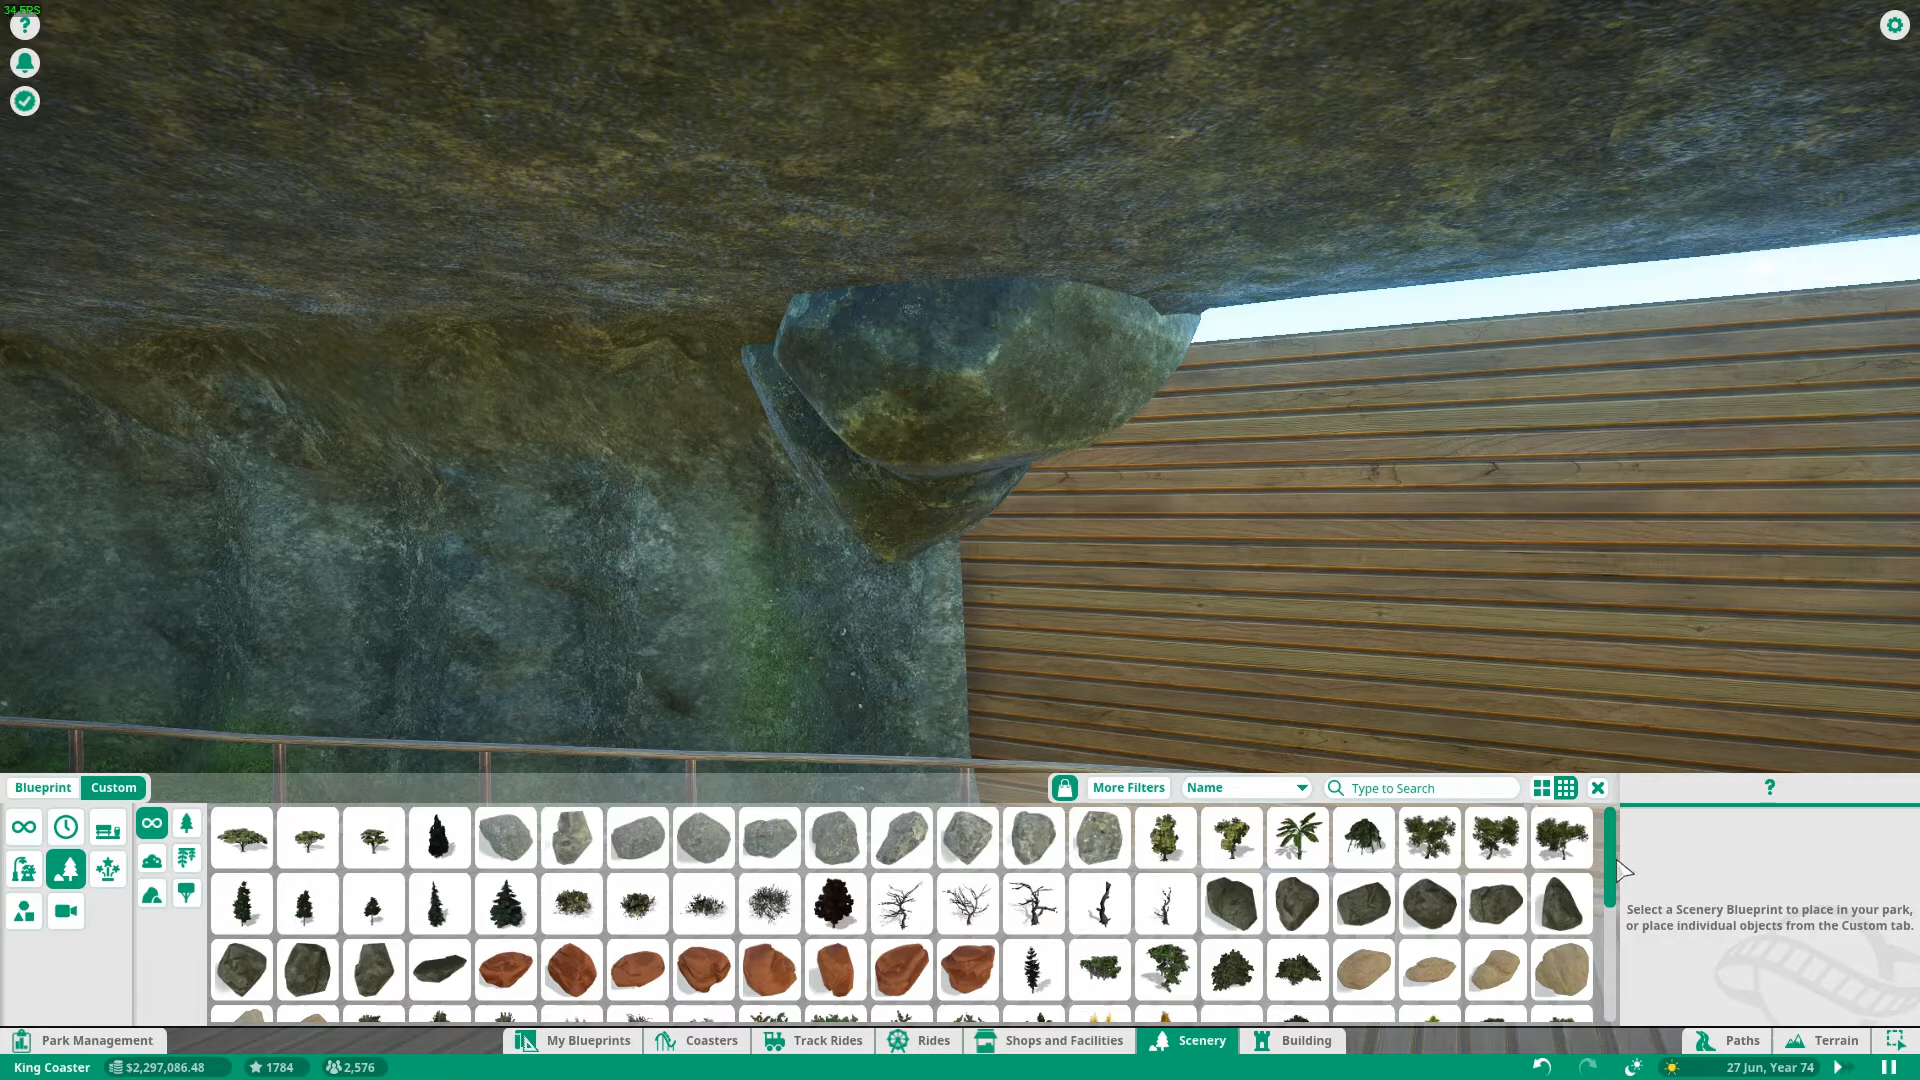 34 FPS
?
Blueprint
Custom
More Filters
Name
Type to Search
?
Select a Scenery Blueprint to place in your park,
or place individual objects from the Custom tab.
Park Management
My Blueprints
Coasters
Track Rides
Rides
Shops and Facilities
Scenery
Building
Paths
Terrain
King Coaster
$2,297,086.48
1784
2,576
27 Jun, Year 74